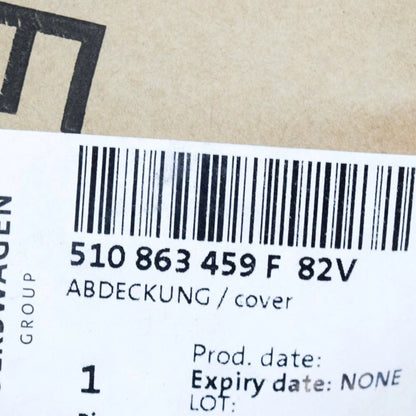 510 863 459 F 82V
ABDECKUNG / cover
GROUP
1
Prod. date:
Expiry date: NONE
LOT: